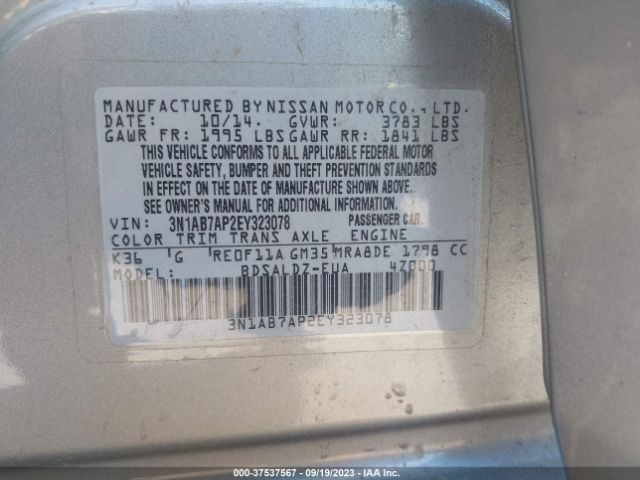 MANUFACTURED BY NISSAN MOTOR CO., LTD.
DATE: 10/14. GVWR: 3783 LBS
GAWR FR: 1995 LBS GAWR RR: 1841 LBS
THIS VEHICLE CONFORMS TO ALL APPLICABLE FEDERAL MOTOR
VEHICLE SAFETY, BUMPER AND THEFT PREVENTION STANDARDS
IN EFFECT ON THE DATE OF MANUFACTURE SHOWN ABOVE.
SEE OWNER'S MANUAL FOR ADDITIONAL INFORMATION.
VIN: 3N1AB7AP2EY323078 PASSENGER CAR.
COLOR TRIM TRANS AXLE ENGINE
K36 G RE0F11A GM35 MRA8DE 1798 CC
MODEL: BDSALDZ-EUA 4Z000
3N1AB7AP2EY323078
000-37537567 - 09/19/2023 - IAA Inc.